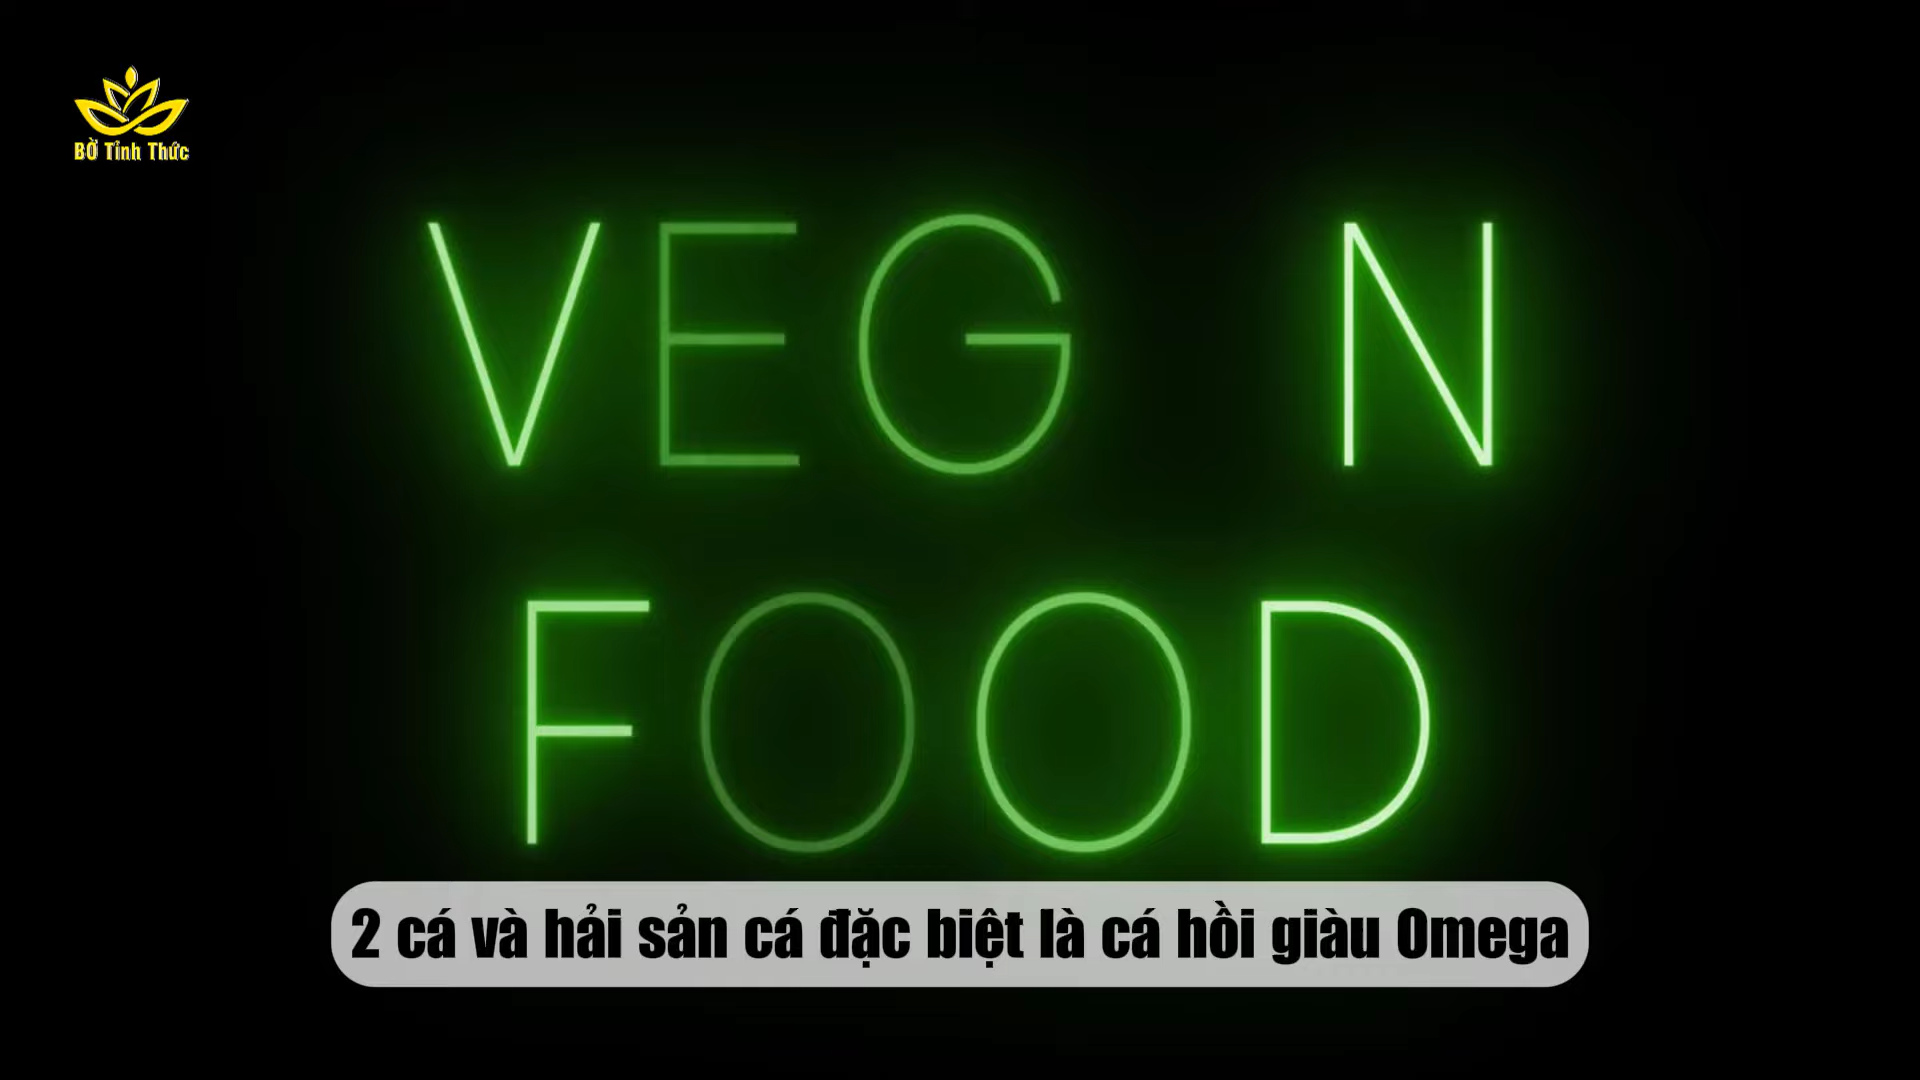 BỜ Tỉnh Thức
VEG N
FOOD
2 cá và hải sản cá đặc biệt là cá hồi giàu Omega